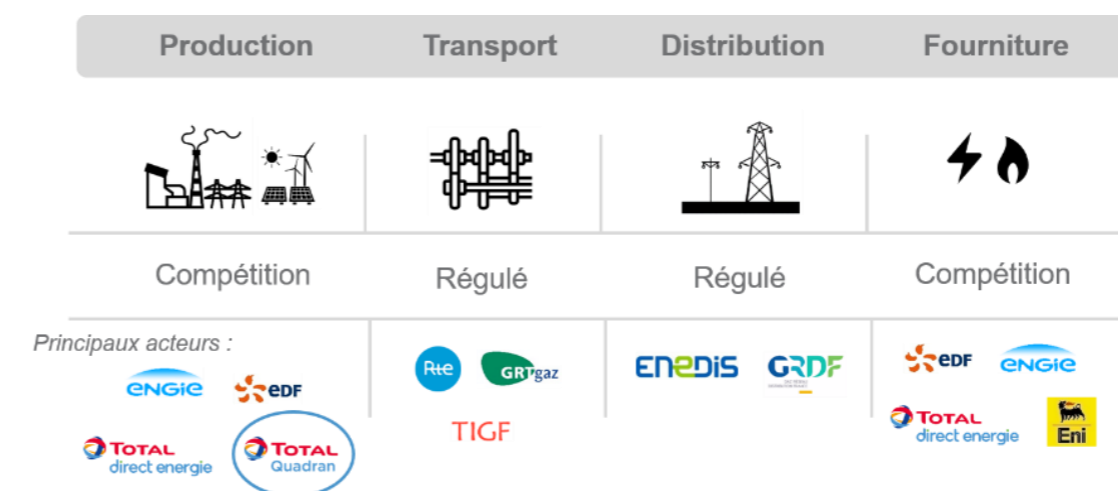 Production Transport Distribution Fourniture
Compétition Régulé Régulé Compétition
Principaux acteurs :
ENGIE EDF Rte GRTgaz ENEDIS GRDF EDF ENGIE
TOTAL direct energie TOTAL Quadran TIGF TOTAL direct energie Eni